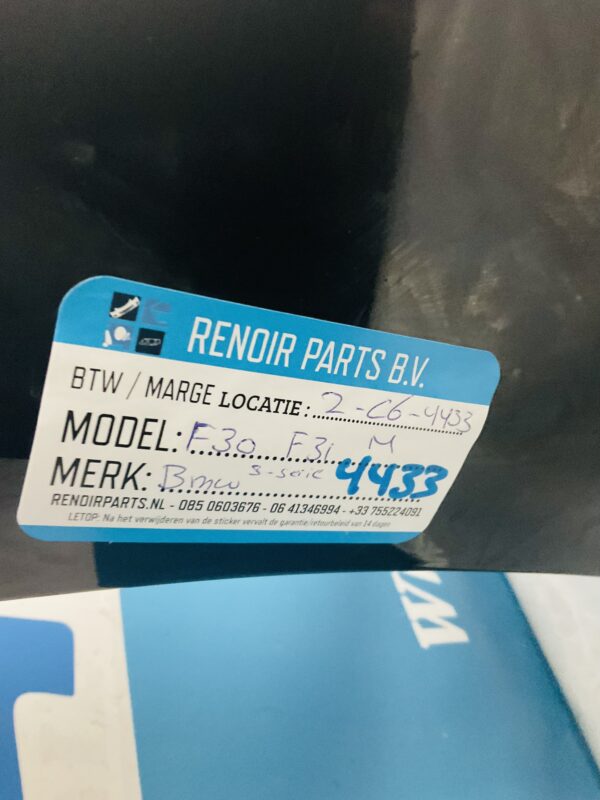 RENOIR PARTS B.V.
BTW / MARGE LOCATIE: 2-C6-4433
MODEL: F30 F31 M
MERK: Bmw 3-serie 4433
RENOIRPARTS.NL - 085 0603676 - 06 41346994 - +33 755224091
LETOP: Na het verwijderen van de sticker vervalt de garantie/retourbeleid van 14 dagen